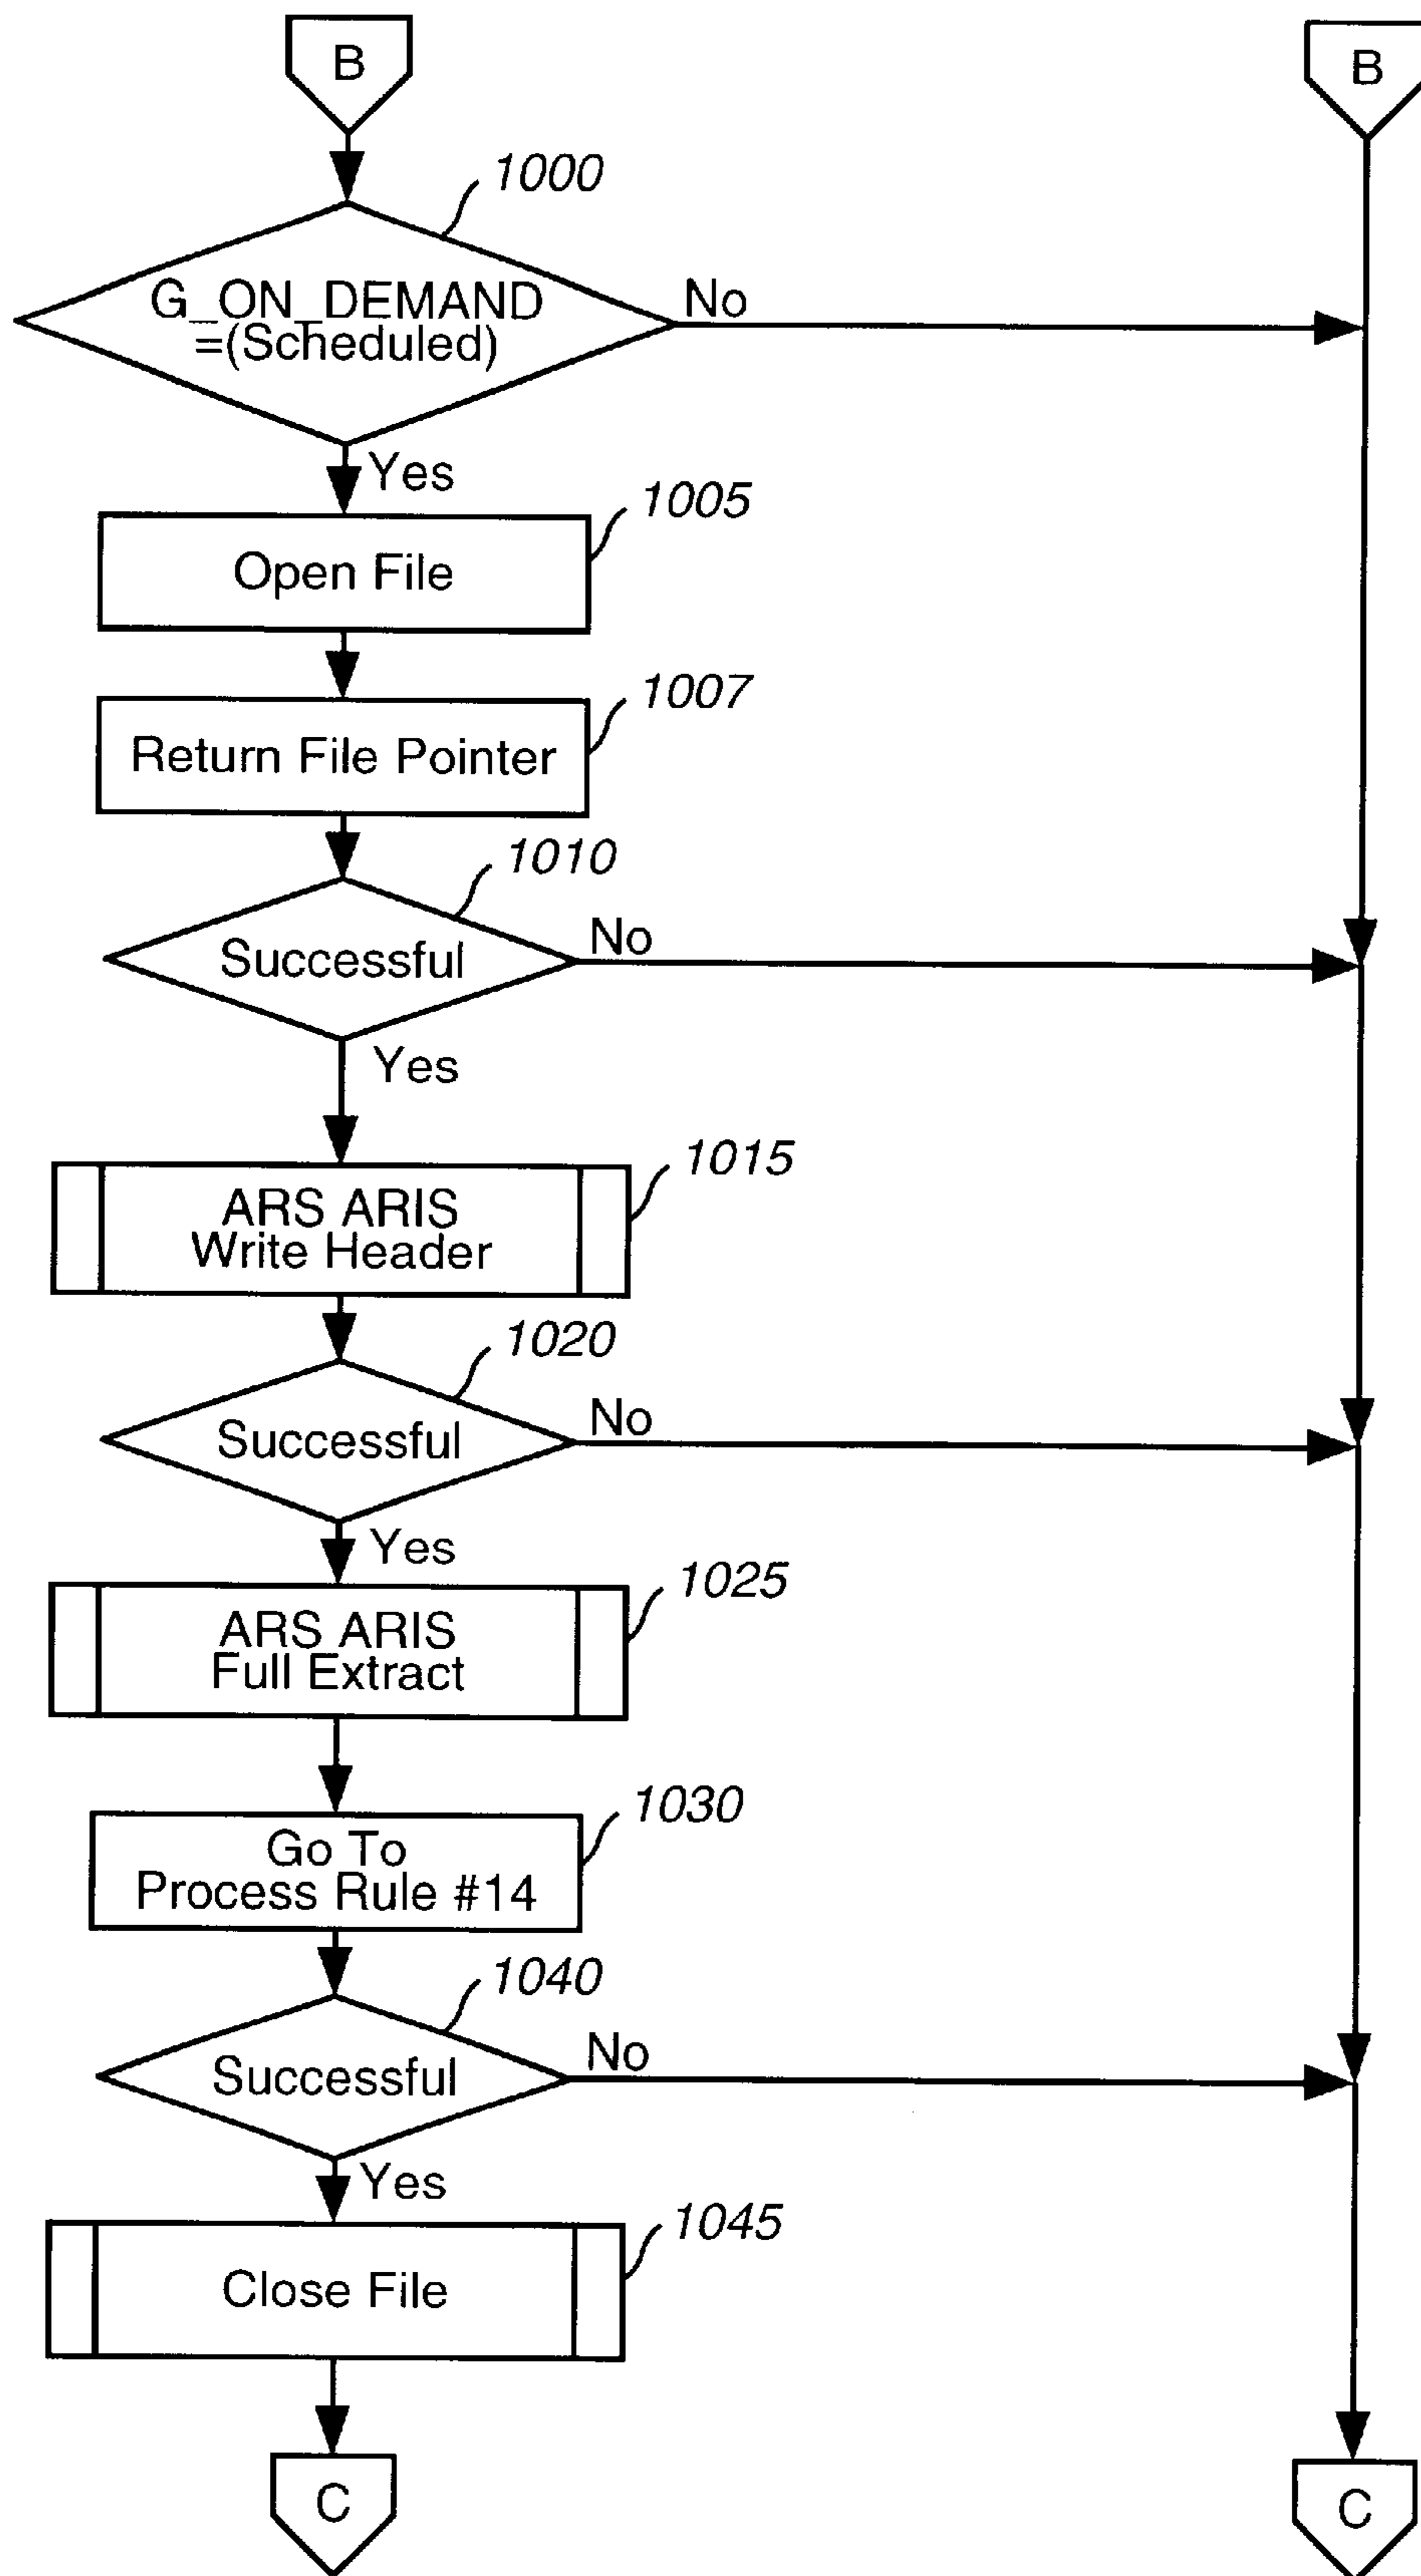 B
B
1000
G_ON_DEMAND
=(Scheduled)
No
Yes
1005
Open File
1007
Return File Pointer
1010
Successful
No
Yes
1015
ARS ARIS
Write Header
1020
Successful
No
Yes
1025
ARS ARIS
Full Extract
1030
Go To
Process Rule #14
1040
Successful
No
Yes
1045
Close File
C
C